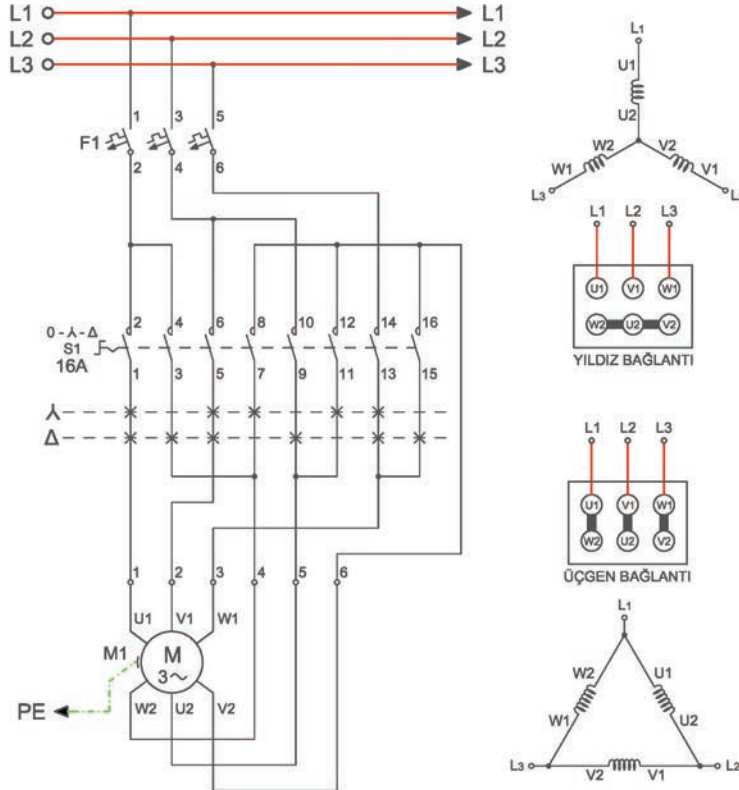 L1 L1
L2 L2
L3 L3
1 3 5
F1
2 4 6
2 4 6 8 10 12 14 16
0 - ⅄ - Δ
S1
16A
1 3 5 7 9 11 13 15
⅄
Δ
1 2 3 4 5 6
U1 V1 W1
M1
M
3~
PE
W2 U2 V2
L1
U1
U2
W2 V2
W1 V1
L3 L
L1 L2 L3
U1 V1 W1
W2 U2 V2
YILDIZ BAĞLANTI
L1 L2 L3
U1 V1 W1
W2 U2 V2
ÜÇGEN BAĞLANTI
L1
W2 U1
W1 U2
L3 L2
V2 V1